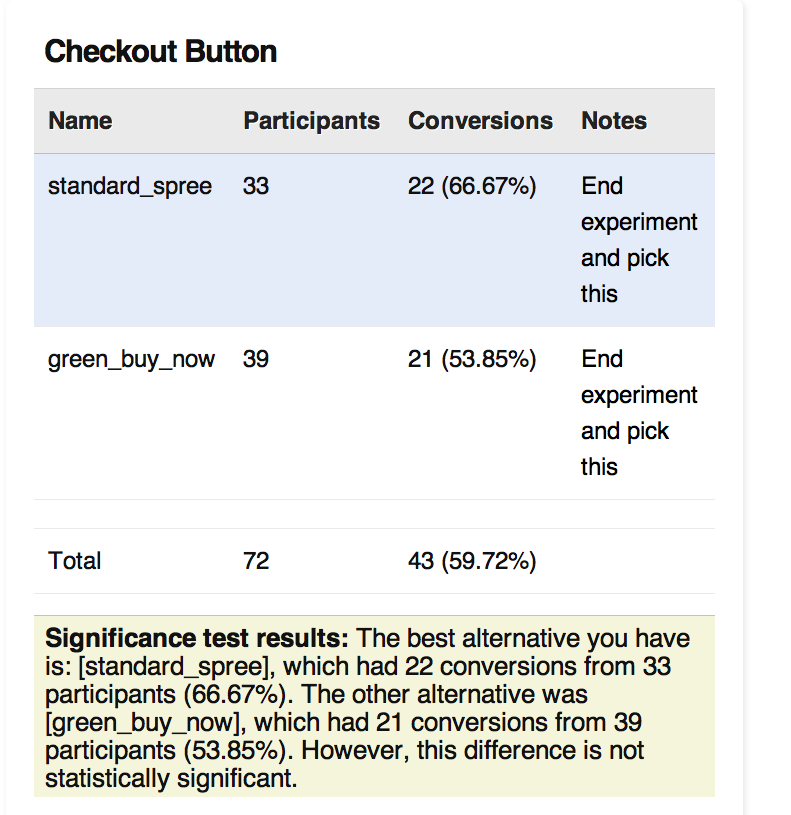 Checkout Button
Name Participants Conversions Notes
standard_spree 33 22 (66.67%) End
experiment
and pick
this
green_buy_now 39 21 (53.85%) End
experiment
and pick
this
Total 72 43 (59.72%)
Significance test results: The best alternative you have
is: [standard_spree], which had 22 conversions from 33
participants (66.67%). The other alternative was
[green_buy_now], which had 21 conversions from 39
participants (53.85%). However, this difference is not
statistically significant.